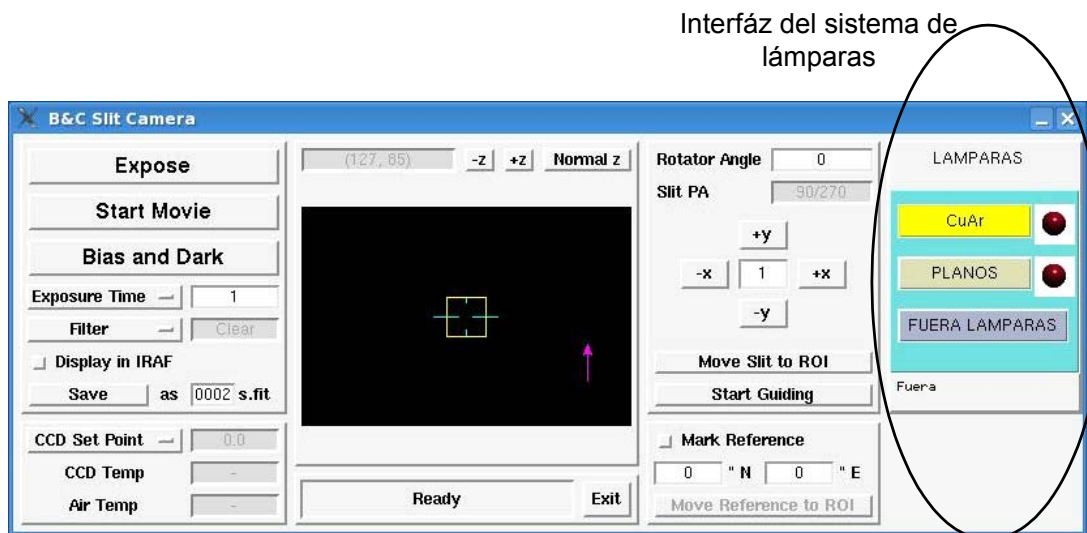 Interfáz del sistema de
lámparas
B&C Slit Camera
Expose
Start Movie
Bias and Dark
Exposure Time 1
Filter Clear
Display in IRAF
Save as 0002 s.fit
CCD Set Point 0.0
CCD Temp -
Air Temp -
(127, 85) -z +z Normal z
Ready Exit
Rotator Angle 0
Slit PA 90/270
+y
-x 1 +x
-y
Move Slit to ROI
Start Guiding
Mark Reference
0 " N 0 " E
Move Reference to ROI
LAMPARAS
CuAr
PLANOS
FUERA LAMPARAS
Fuera